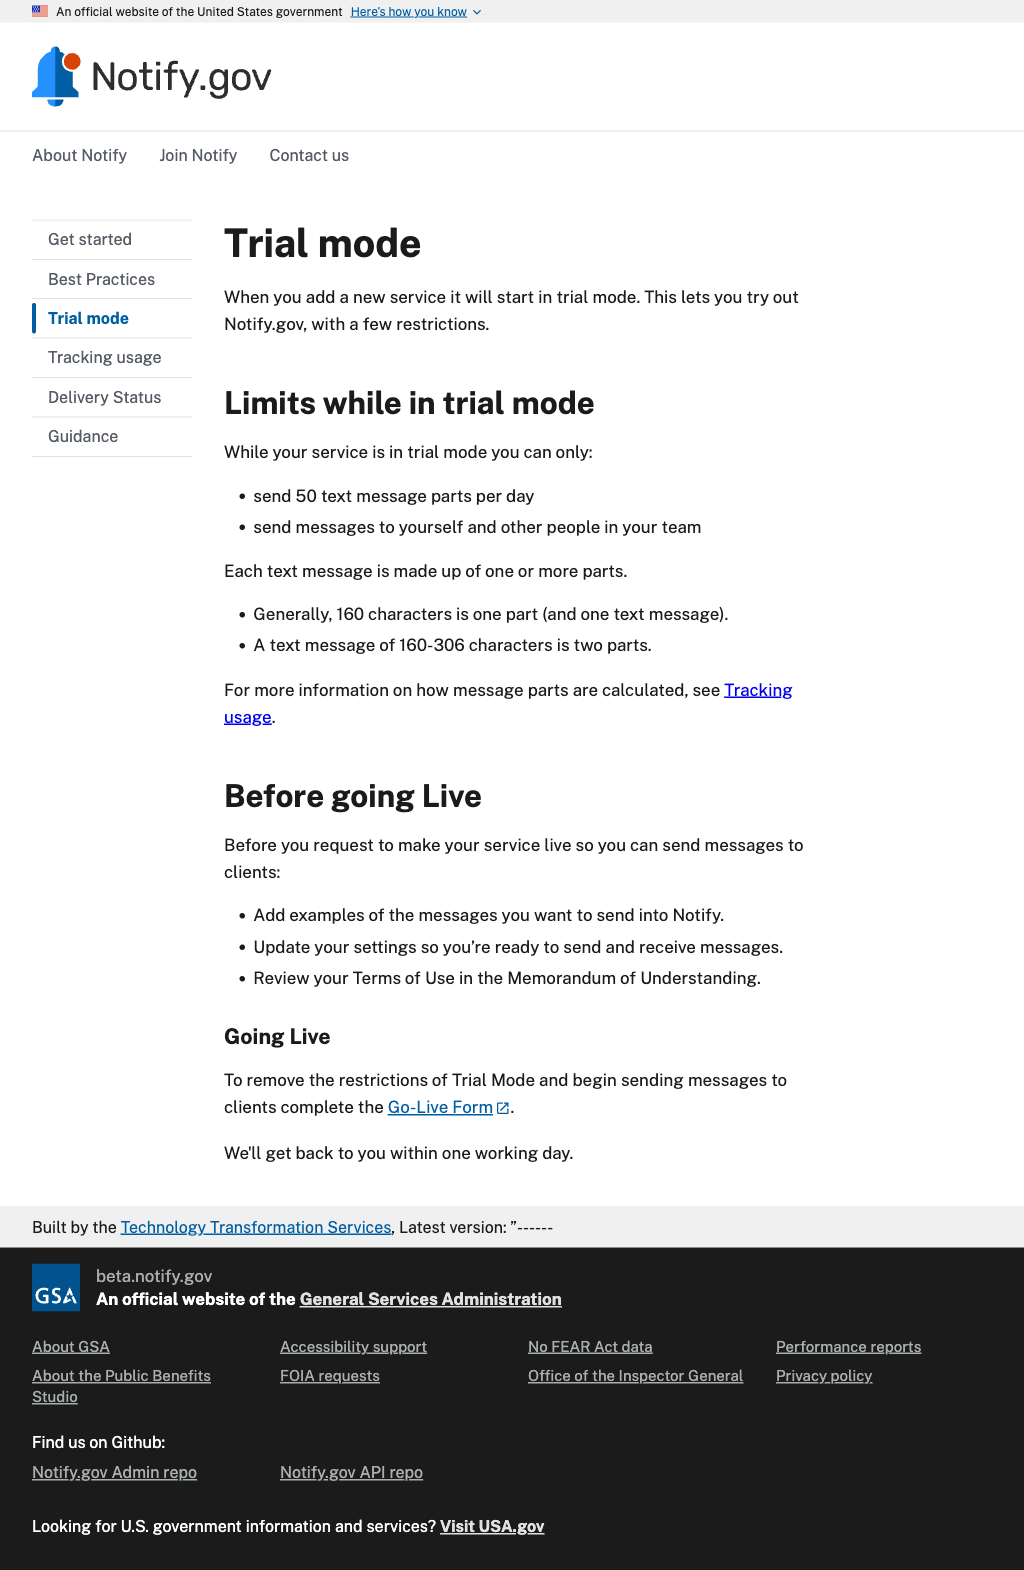 An official website of the United States government Here's how you know
Notify.gov
About Notify Join Notify Contact us
Get started
Best Practices
Trial mode
Tracking usage
Delivery Status
Guidance
Trial mode
When you add a new service it will start in trial mode. This lets you try out
Notify.gov, with a few restrictions.
Limits while in trial mode
While your service is in trial mode you can only:
• send 50 text message parts per day
• send messages to yourself and other people in your team
Each text message is made up of one or more parts.
• Generally, 160 characters is one part (and one text message).
• A text message of 160-306 characters is two parts.
For more information on how message parts are calculated, see Tracking
usage.
Before going Live
Before you request to make your service live so you can send messages to
clients:
• Add examples of the messages you want to send into Notify.
• Update your settings so you’re ready to send and receive messages.
• Review your Terms of Use in the Memorandum of Understanding.
Going Live
To remove the restrictions of Trial Mode and begin sending messages to
clients complete the Go-Live Form.
We'll get back to you within one working day.
Built by the Technology Transformation Services, Latest version: ”------
GSA
beta.notify.gov
An official website of the General Services Administration
About GSA Accessibility support No FEAR Act data Performance reports
About the Public Benefits FOIA requests Office of the Inspector General Privacy policy
Studio
Find us on Github:
Notify.gov Admin repo Notify.gov API repo
Looking for U.S. government information and services? Visit USA.gov